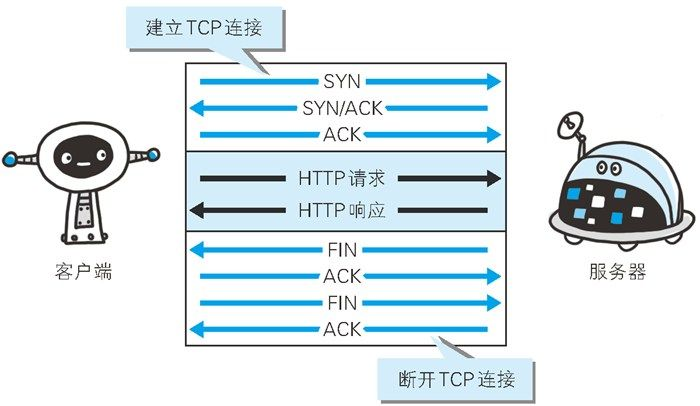 建立TCP连接
SYN
SYN/ACK
ACK
HTTP请求
HTTP响应
客户端
服务器
FIN
ACK
FIN
ACK
断开TCP连接